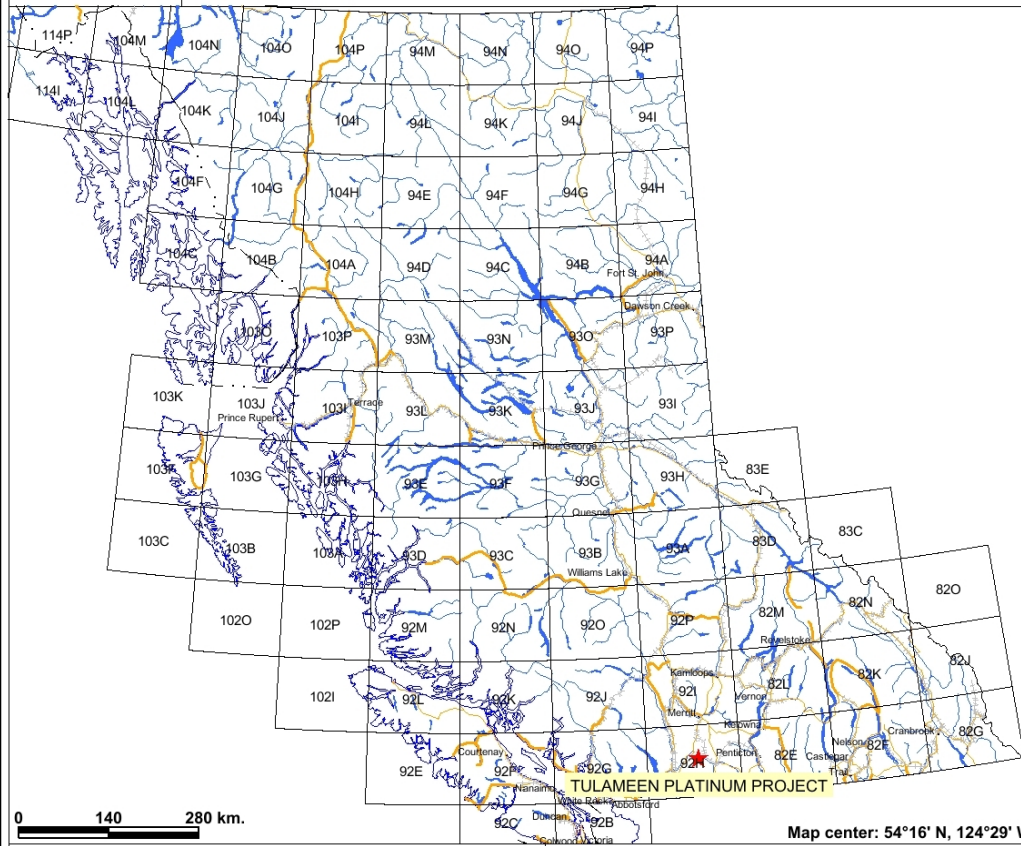 114P
104M
104N
104O
104P
94M
94N
94O
94P
114I
104L
104K
104J
104I
94L
94K
94J
94I
104F
104G
104H
94E
94F
94G
94H
104C
104B
104A
94D
94C
94B
94A
Fort St. John
Dawson Creek
103O
103P
93M
93N
93O
93P
103K
103J
Prince Rupert
103I
Terrace
93L
93K
93J
93I
Prince George
103F
103G
103H
93E
93F
93G
93H
83E
Quesnel
103C
103B
103A
93D
93C
93B
93A
83D
83C
Williams Lake
102O
102P
92M
92N
92O
92P
82M
82N
82O
Revelstoke
102I
92L
92K
92J
Kamloops
92I
82L
82K
82J
Vernon
Merritt
Kelowna
Courtenay
92E
92F
92G
92H
Penticton
82E
Castlegar
Nelson
82F
Cranbrook
82G
Trail
TULAMEEN PLATINUM PROJECT
Nanaimo
White Rock
Abbotsford
Duncan
92C
92B
Colwood
Victoria
0 140 280 km.
Map center: 54°16' N, 124°29' W